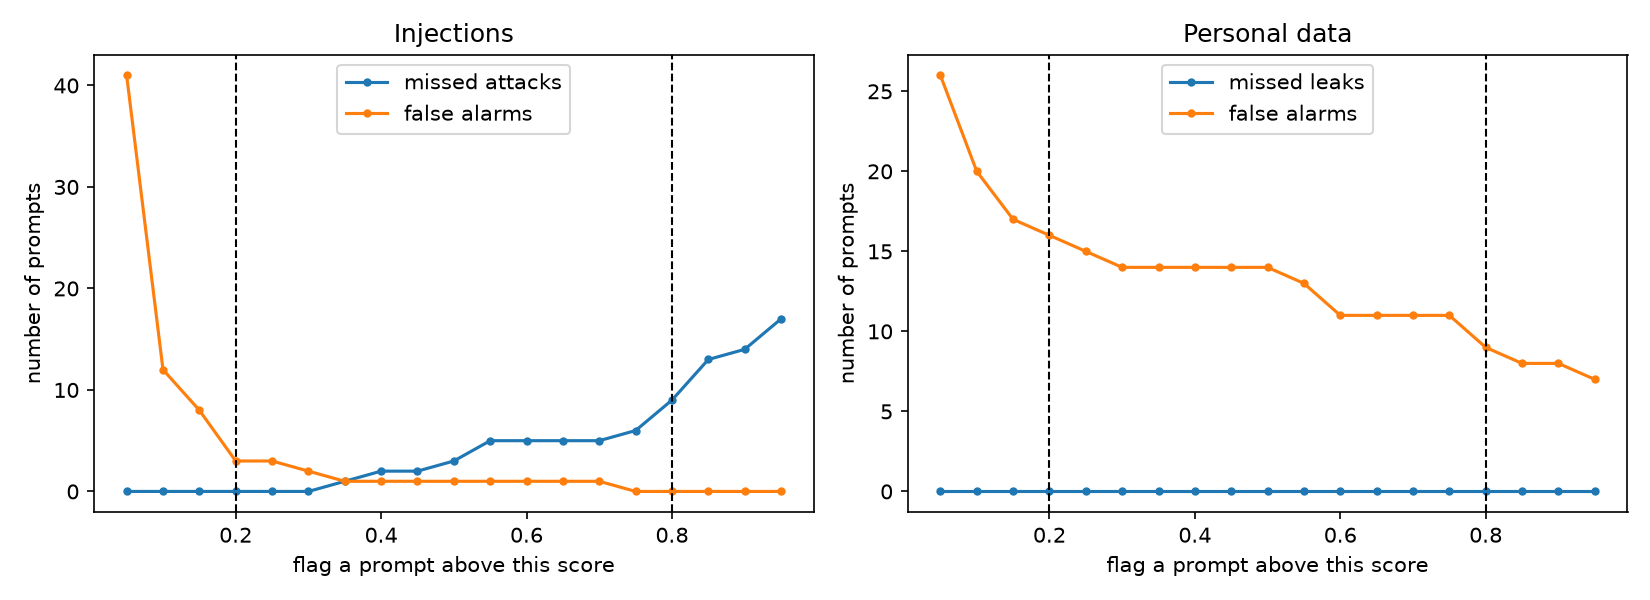 Injections
missed attacks
false alarms
number of prompts
40
30
20
10
0
0.2 0.4 0.6 0.8
flag a prompt above this score
Personal data
missed leaks
false alarms
number of prompts
25
20
15
10
5
0
0.2 0.4 0.6 0.8
flag a prompt above this score